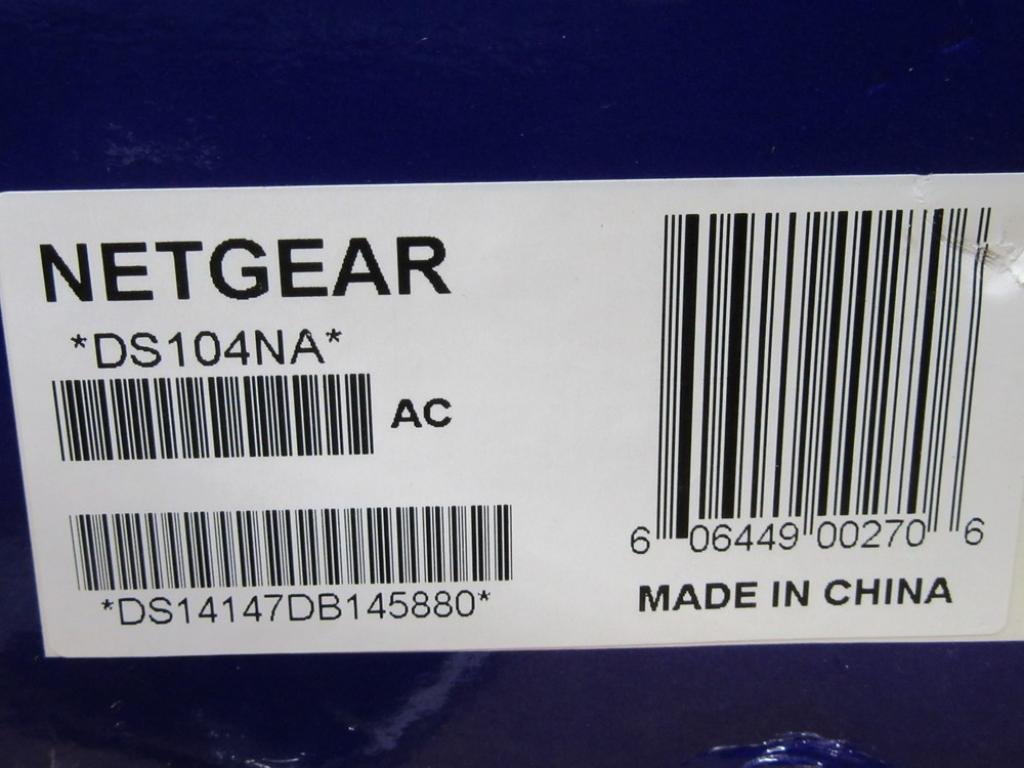 NETGEAR
*DS104NA*
AC
*DS14147DB145880*
6 06449 00270 6
MADE IN CHINA